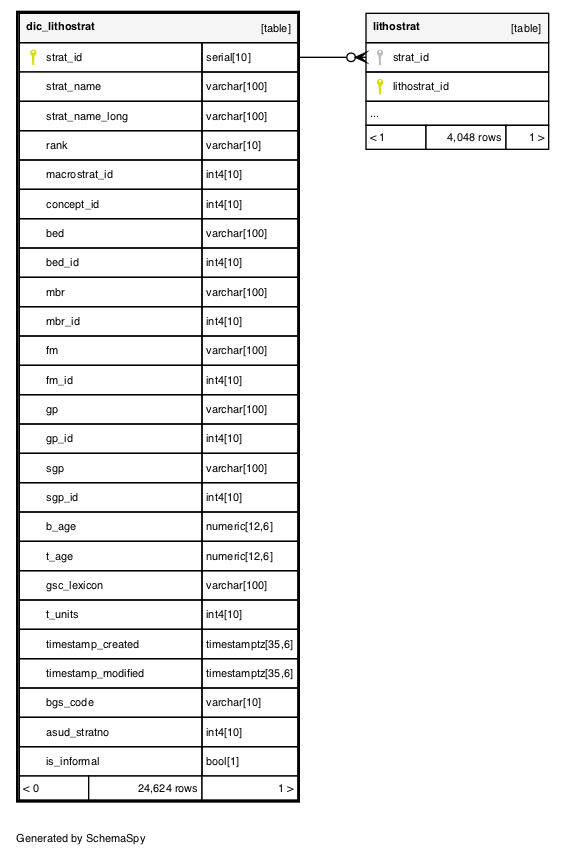 dic_lithostrat [table]
strat_id serial[10]
strat_name varchar[100]
strat_name_long varchar[100]
rank varchar[10]
macrostrat_id int4[10]
concept_id int4[10]
bed varchar[100]
bed_id int4[10]
mbr varchar[100]
mbr_id int4[10]
fm varchar[100]
fm_id int4[10]
gp varchar[100]
gp_id int4[10]
sgp varchar[100]
sgp_id int4[10]
b_age numeric[12,6]
t_age numeric[12,6]
gsc_lexicon varchar[100]
t_units int4[10]
timestamp_created timestamptz[35,6]
timestamp_modified timestamptz[35,6]
bgs_code varchar[10]
asud_stratno int4[10]
is_informal bool[1]
< 0 24,624 rows 1 >
lithostrat [table]
strat_id
lithostrat_id
...
< 1 4,048 rows 1 >
Generated by SchemaSpy